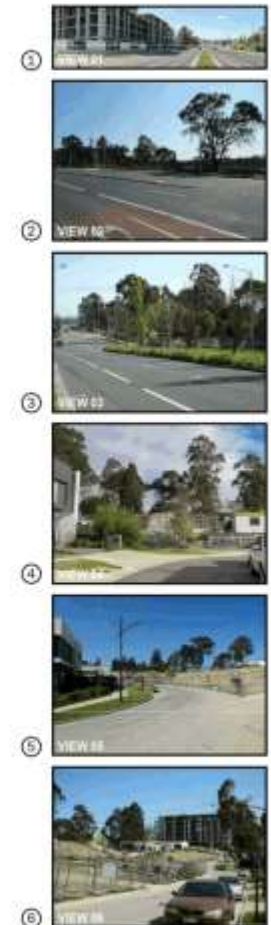 ①
VIEW 01
②
VIEW 02
③
VIEW 03
④
VIEW 04
⑤
VIEW 05
⑥
VIEW 06